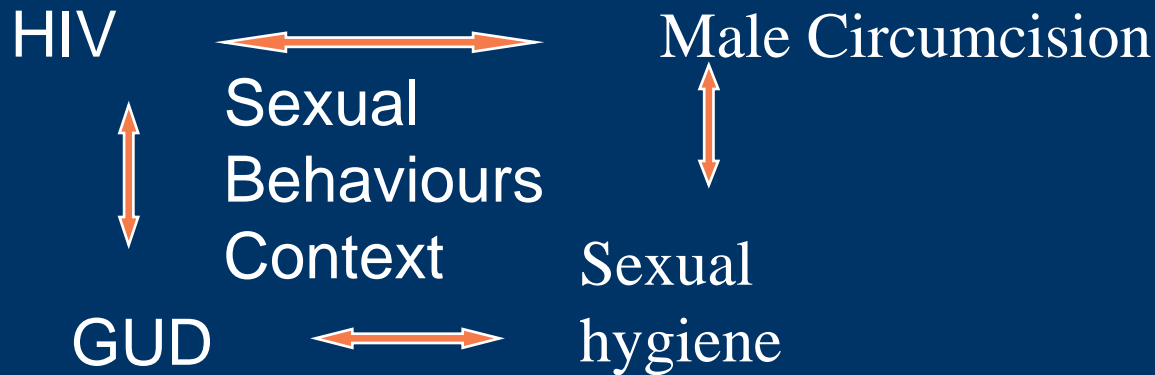 HIV
Male Circumcision
Sexual
Behaviours
Context
Sexual
hygiene
GUD